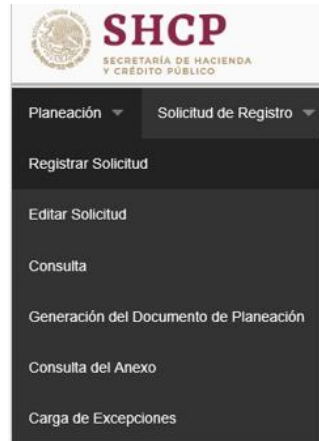 SHCP
SECRETARÍA DE HACIENDA
Y CRÉDITO PÚBLICO
Planeación Solicitud de Registro
Registrar Solicitud
Editar Solicitud
Consulta
Generación del Documento de Planeación
Consulta del Anexo
Carga de Excepciones